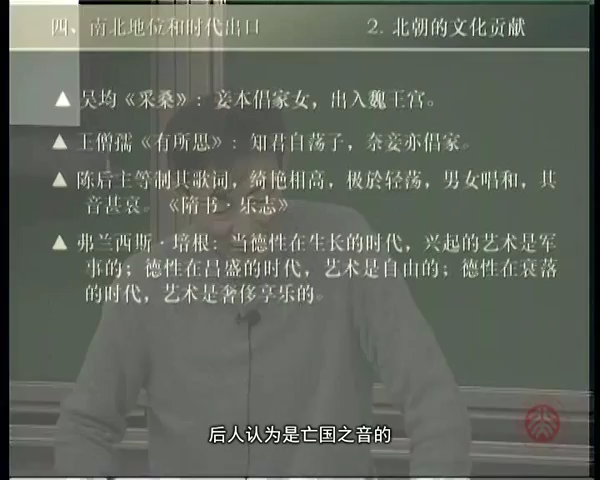 四、南北地位和时代出口 2. 北朝的文化贡献
▲ 吴均《采桑》：妾本倡家女，出入魏王宫。
▲ 王僧孺《有所思》：知君自荡子，奈妾亦倡家。
▲ 陈后主等制其歌词，绮艳相高，极於轻荡，男女唱和，其
音甚哀。《隋书·乐志》
▲ 弗兰西斯·培根：当德性在生长的时代，兴起的艺术是军
事的；德性在昌盛的时代，艺术是自由的；德性在衰落
的时代，艺术是奢侈享乐的。
后人认为是亡国之音的